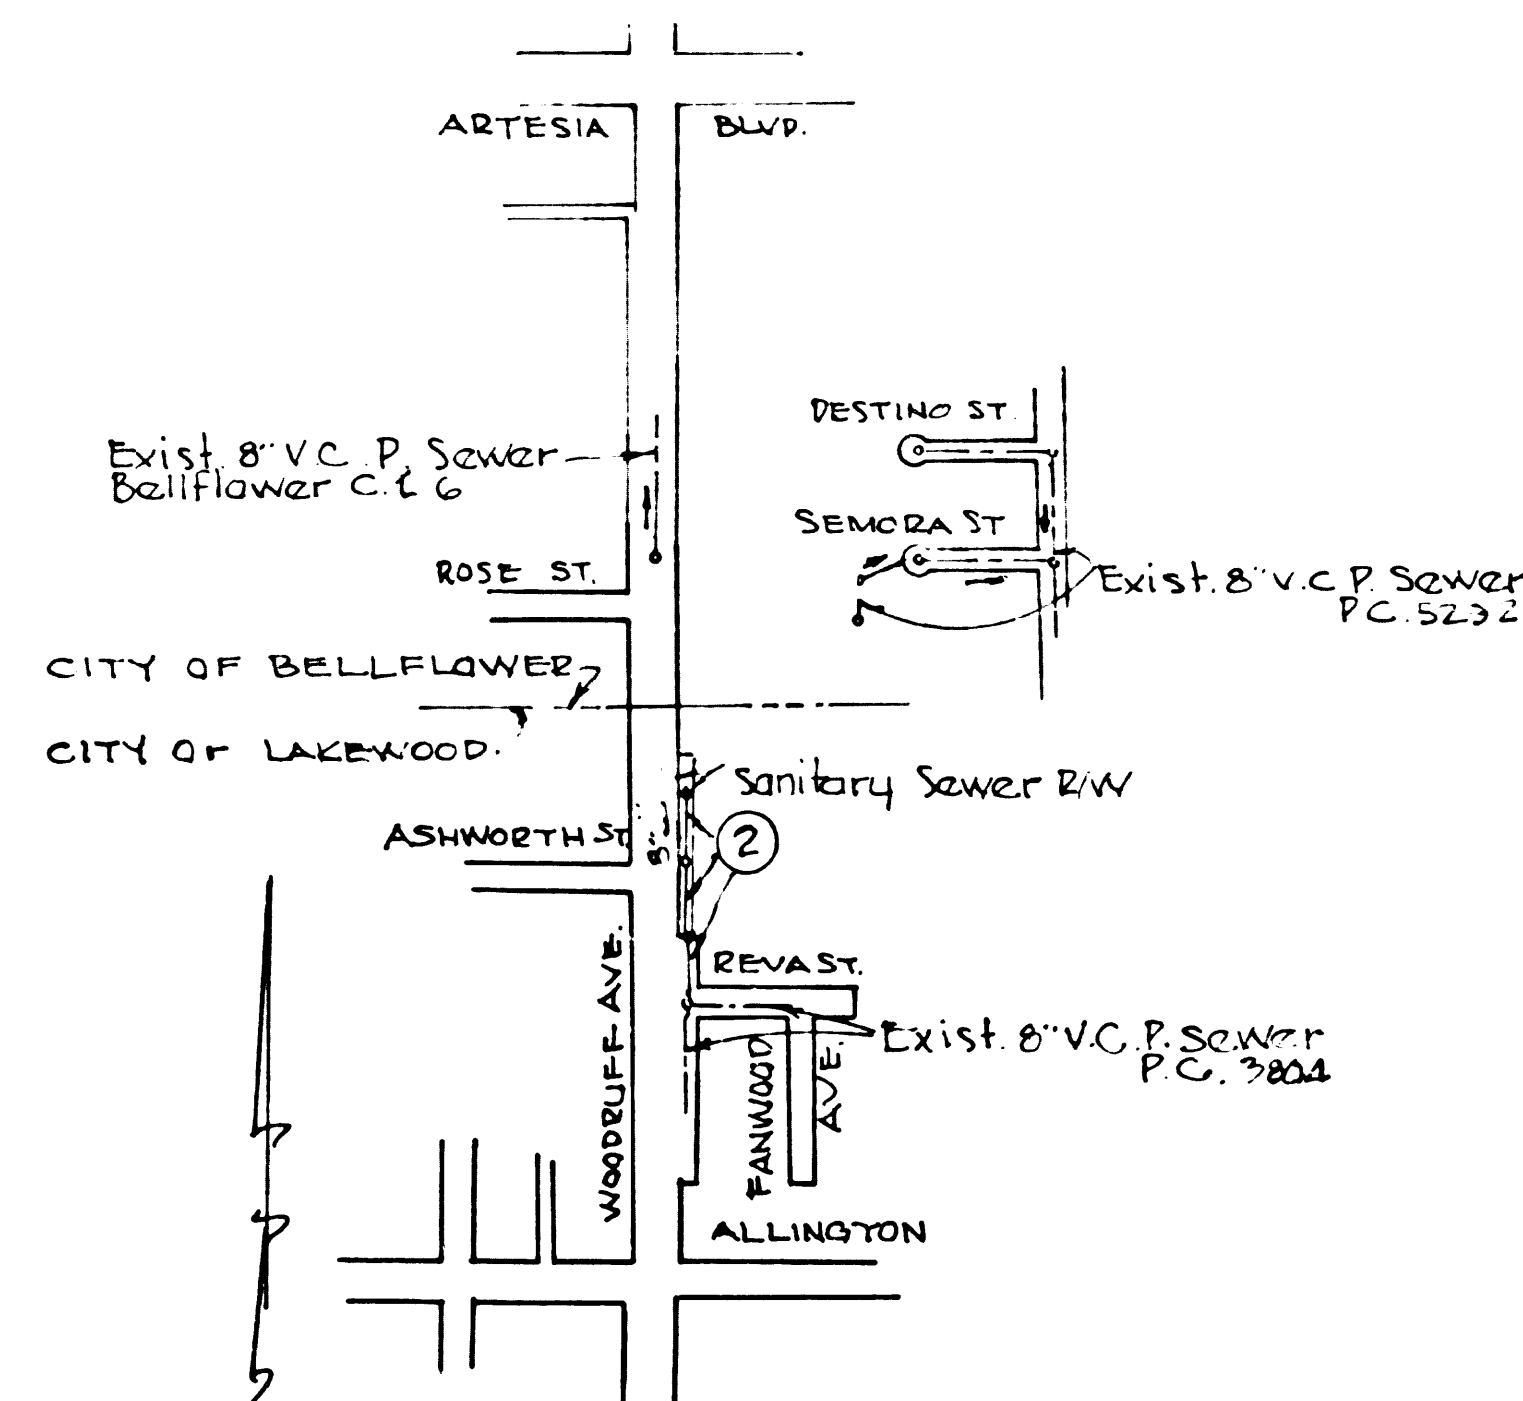 ARTESIA BLVD.
DESTINO ST.
Exist. 8" V.C.P. Sewer
Bellflower C.I. 6
SEMORA ST
ROSE ST.
Exist. 8" V.C.P. Sewer
P.C. 5232
CITY OF BELLFLOWER
CITY OF LAKEWOOD.
Sanitary Sewer R/W
ASHWORTH ST.
8"
2
WOODRUFF AVE.
REVA ST.
Exist. 8" V.C.P. Sewer
FANWOOD AVE.
ALLINGTON